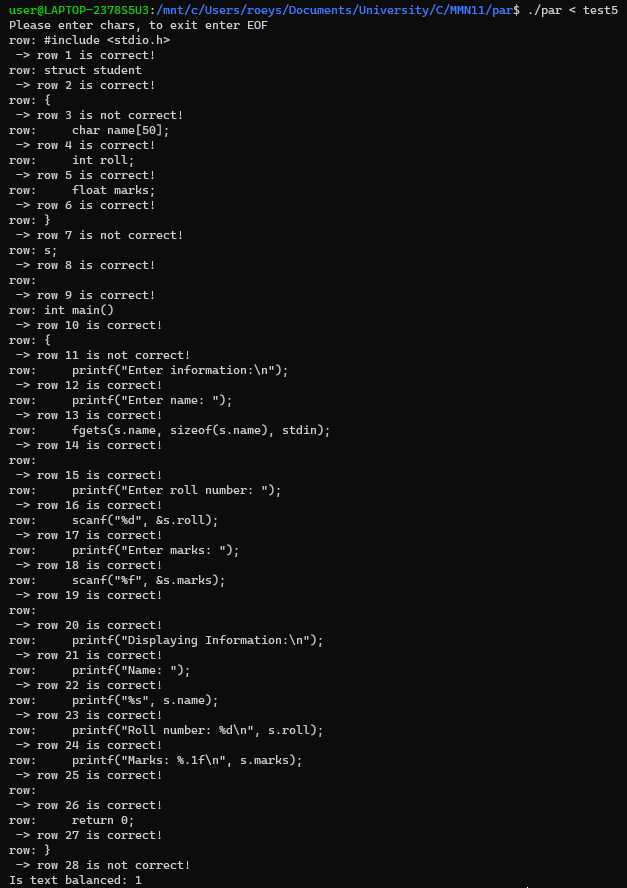 user@LAPTOP-2378S5U3:/mnt/c/Users/roeys/Documents/University/C/MMN11/par$ ./par < test5
Please enter chars, to exit enter EOF
row: #include <stdio.h>
 -> row 1 is correct!
row: struct student
 -> row 2 is correct!
row: {
 -> row 3 is not correct!
row:     char name[50];
 -> row 4 is correct!
row:     int roll;
 -> row 5 is correct!
row:     float marks;
 -> row 6 is correct!
row: }
 -> row 7 is not correct!
row: s;
 -> row 8 is correct!
row:
 -> row 9 is correct!
row: int main()
 -> row 10 is correct!
row: {
 -> row 11 is not correct!
row:     printf("Enter information:\n");
 -> row 12 is correct!
row:     printf("Enter name: ");
 -> row 13 is correct!
row:     fgets(s.name, sizeof(s.name), stdin);
 -> row 14 is correct!
row:
 -> row 15 is correct!
row:     printf("Enter roll number: ");
 -> row 16 is correct!
row:     scanf("%d", &s.roll);
 -> row 17 is correct!
row:     printf("Enter marks: ");
 -> row 18 is correct!
row:     scanf("%f", &s.marks);
 -> row 19 is correct!
row:
 -> row 20 is correct!
row:     printf("Displaying Information:\n");
 -> row 21 is correct!
row:     printf("Name: ");
 -> row 22 is correct!
row:     printf("%s", s.name);
 -> row 23 is correct!
row:     printf("Roll number: %d\n", s.roll);
 -> row 24 is correct!
row:     printf("Marks: %.1f\n", s.marks);
 -> row 25 is correct!
row:
 -> row 26 is correct!
row:     return 0;
 -> row 27 is correct!
row: }
 -> row 28 is not correct!
Is text balanced: 1